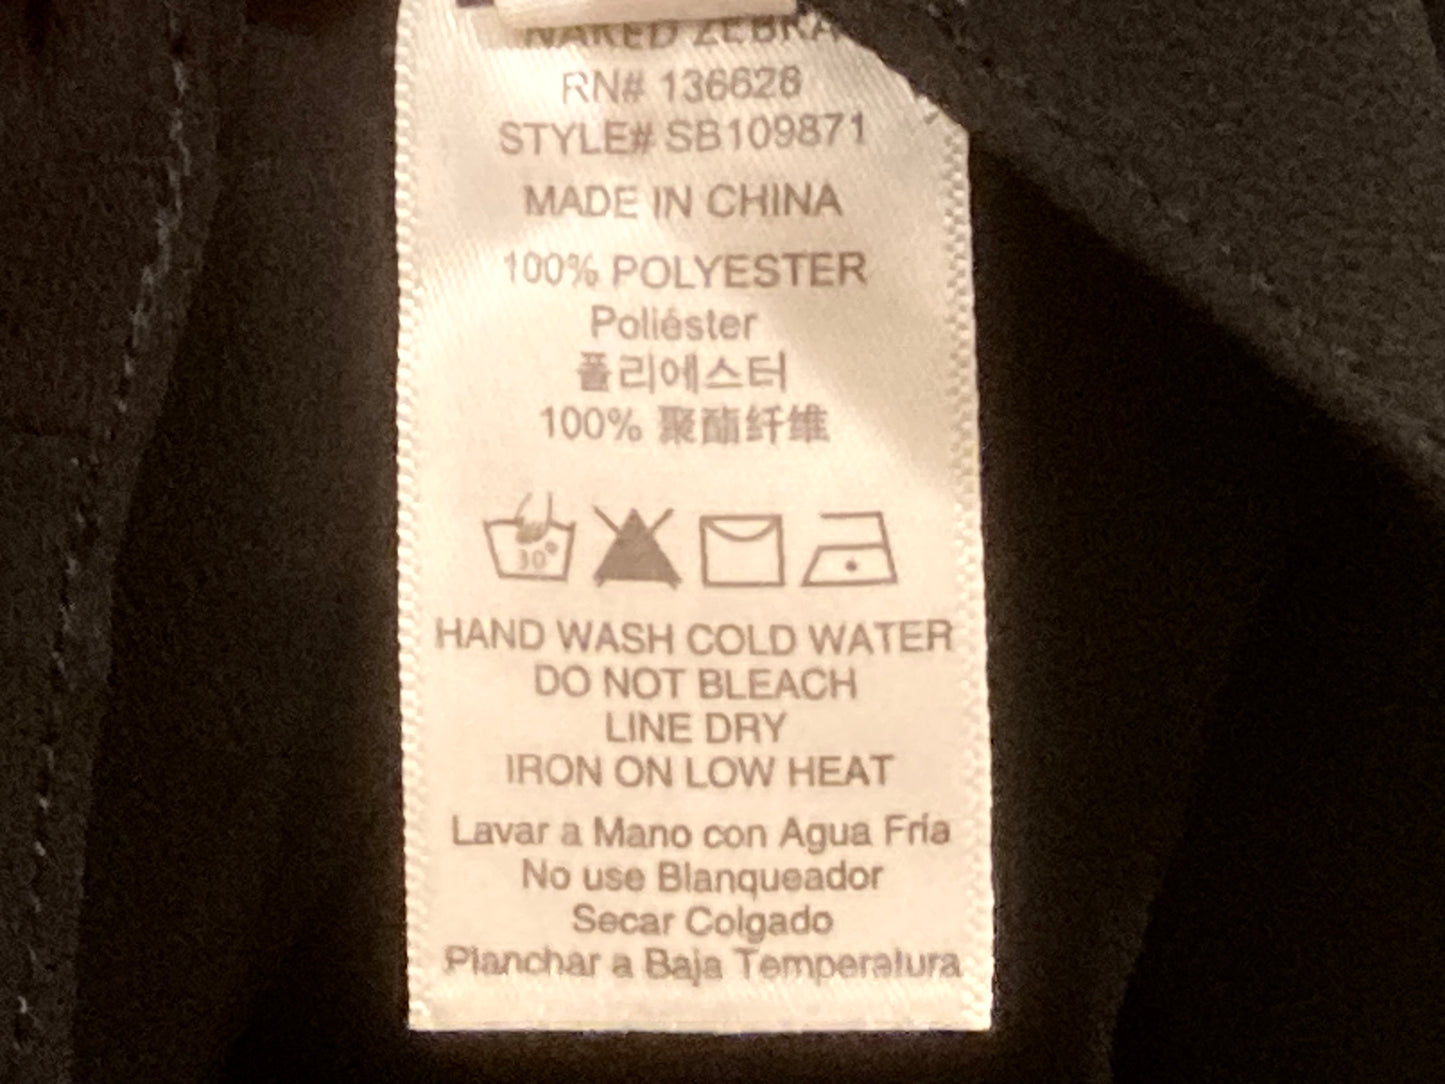 NAKED ZEBRA
RN# 136626
STYLE# SB109871
MADE IN CHINA
100% POLYESTER
Poliéster
폴리에스터
100% 聚酯纤维
30°
HAND WASH COLD WATER
DO NOT BLEACH
LINE DRY
IRON ON LOW HEAT
Lavar a Mano con Agua Fría
No use Blanqueador
Secar Colgado
Planchar a Baja Temperatura